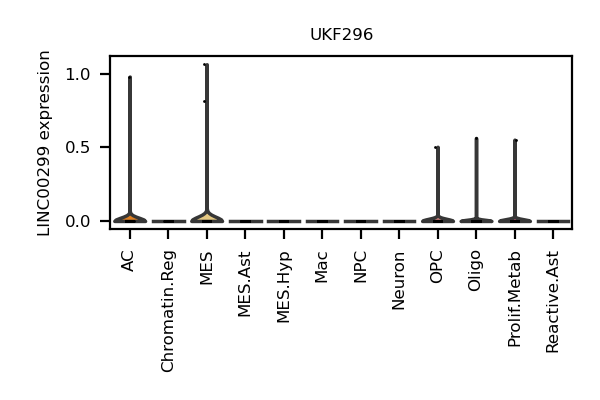 UKF296
LINC00299 expression
1.0
0.5
0.0
AC
Chromatin.Reg
MES
MES.Ast
MES.Hyp
Mac
NPC
Neuron
OPC
Oligo
Prolif.Metab
Reactive.Ast